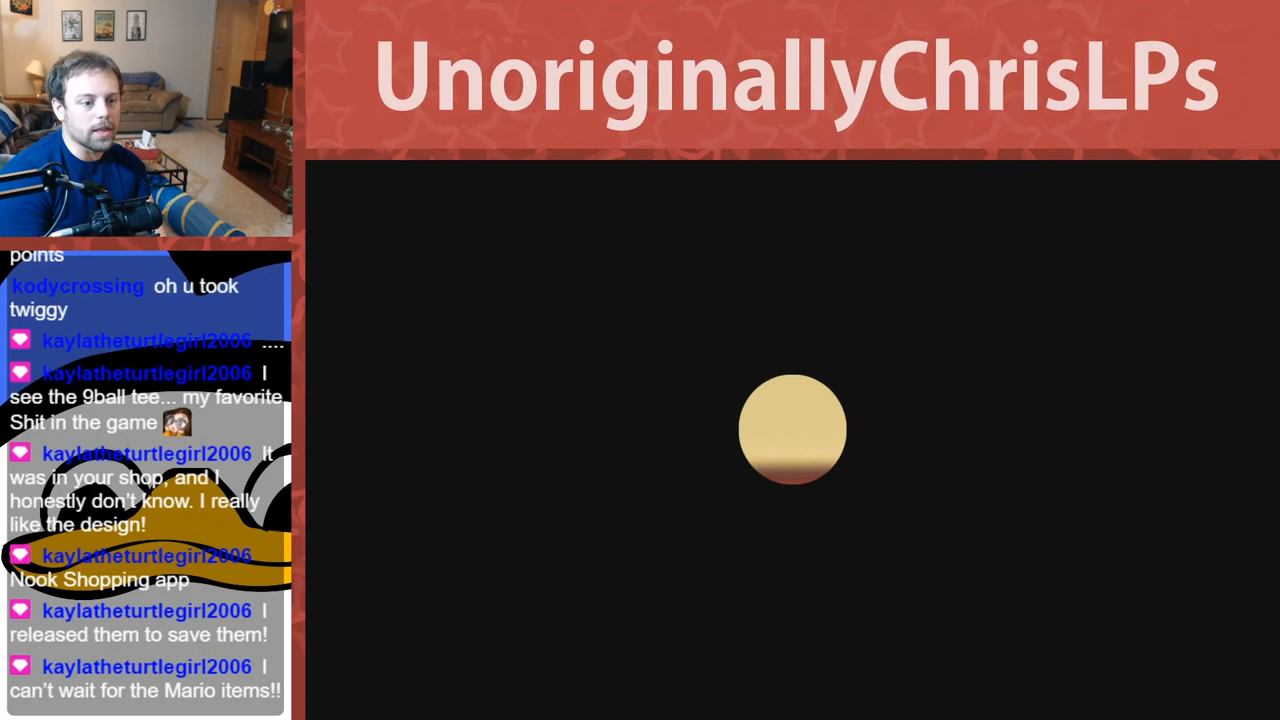 UnoriginallyChrisLPs
points
kodycrossing oh u took
twiggy
kaylatheturtlegirl2006 ....
kaylatheturtlegirl2006 I
see the 9ball tee... my favorite
Shit in the game
kaylatheturtlegirl2006 It
was in your shop, and I
honestly don't know. I really
like the design!
kaylatheturtlegirl2006
Nook Shopping app
kaylatheturtlegirl2006 I
released them to save them!
kaylatheturtlegirl2006 I
can't wait for the Mario items!!